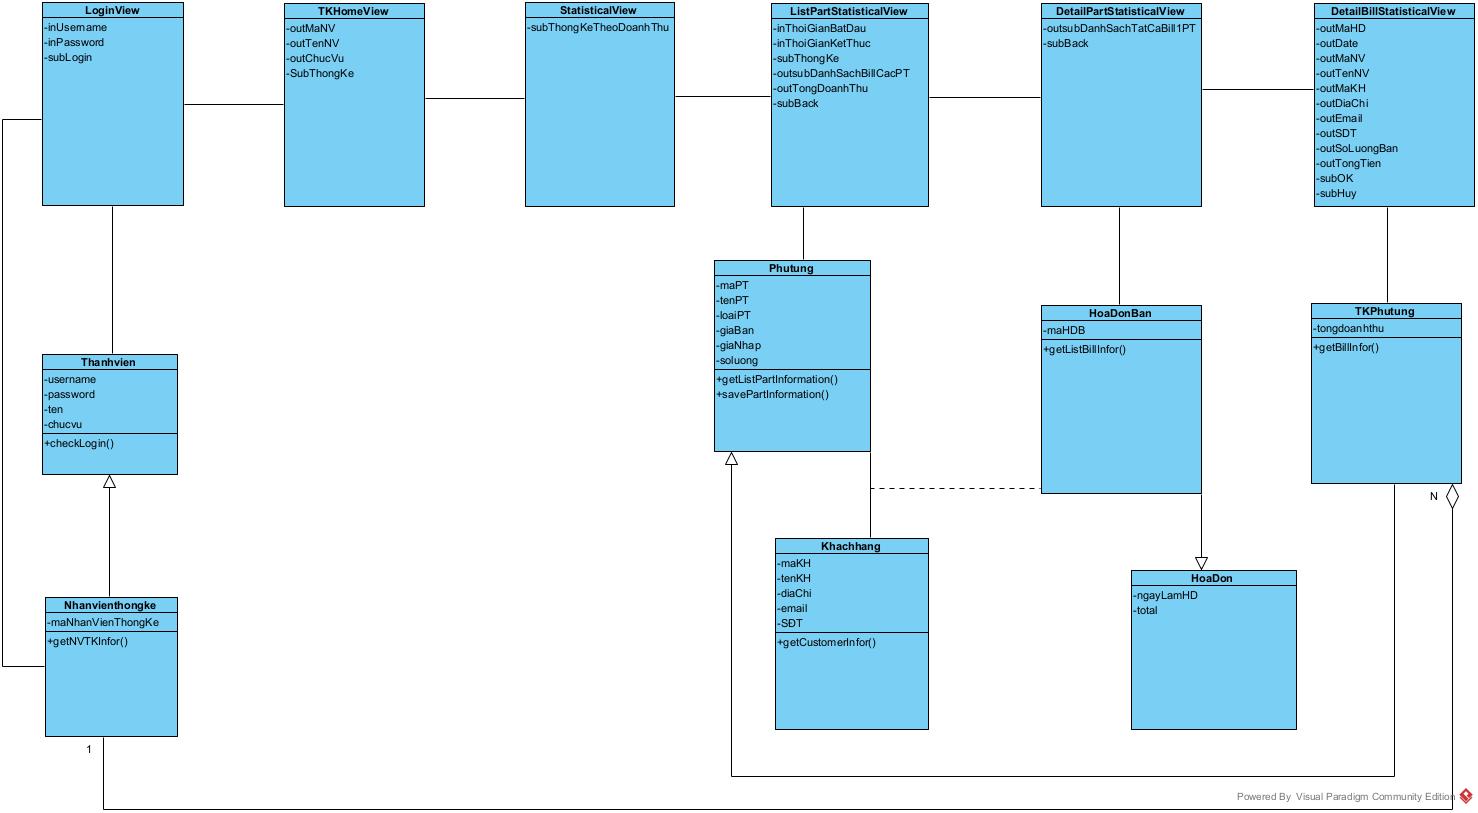 LoginView
-inUsername
-inPassword
-subLogin
TKHomeView
-outMaNV
-outTenNV
-outChucVu
-SubThongKe
StatisticalView
-subThongKeTheoDoanhThu
ListPartStatisticalView
-inThoiGianBatDau
-inThoiGianKetThuc
-subThongKe
-outsubDanhSachBillCacPT
-outTongDoanhThu
-subBack
DetailPartStatisticalView
-outsubDanhSachTatCaBill1PT
-subBack
DetailBillStatisticalView
-outMaHD
-outDate
-outMaNV
-outTenNV
-outMaKH
-outDiaChi
-outEmail
-outSDT
-outSoLuongBan
-outTongTien
-subOK
-subHuy
Phutung
-maPT
-tenPT
-loaiPT
-giaBan
-giaNhap
-soluong
+getListPartInformation()
+savePartInformation()
HoaDonBan
-maHDB
+getListBillInfor()
TKPhutung
-tongdoanhthu
+getBillInfor()
Thanhvien
-username
-password
-ten
-chucvu
+checkLogin()
N
Khachhang
-maKH
-tenKH
-diaChi
-email
-SĐT
+getCustomerInfor()
HoaDon
-ngayLamHD
-total
Nhanvienthongke
-maNhanVienThongKe
+getNVTKInfor()
1
Powered By Visual Paradigm Community Edition